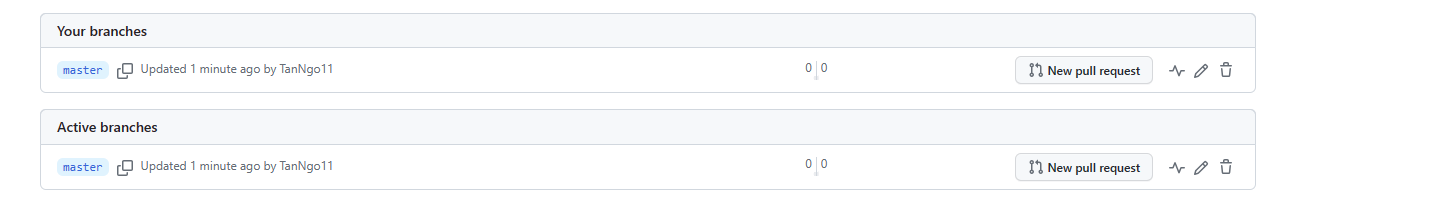 Your branches
master Updated 1 minute ago by TanNgo11 0 0 New pull request
Active branches
master Updated 1 minute ago by TanNgo11 0 0 New pull request